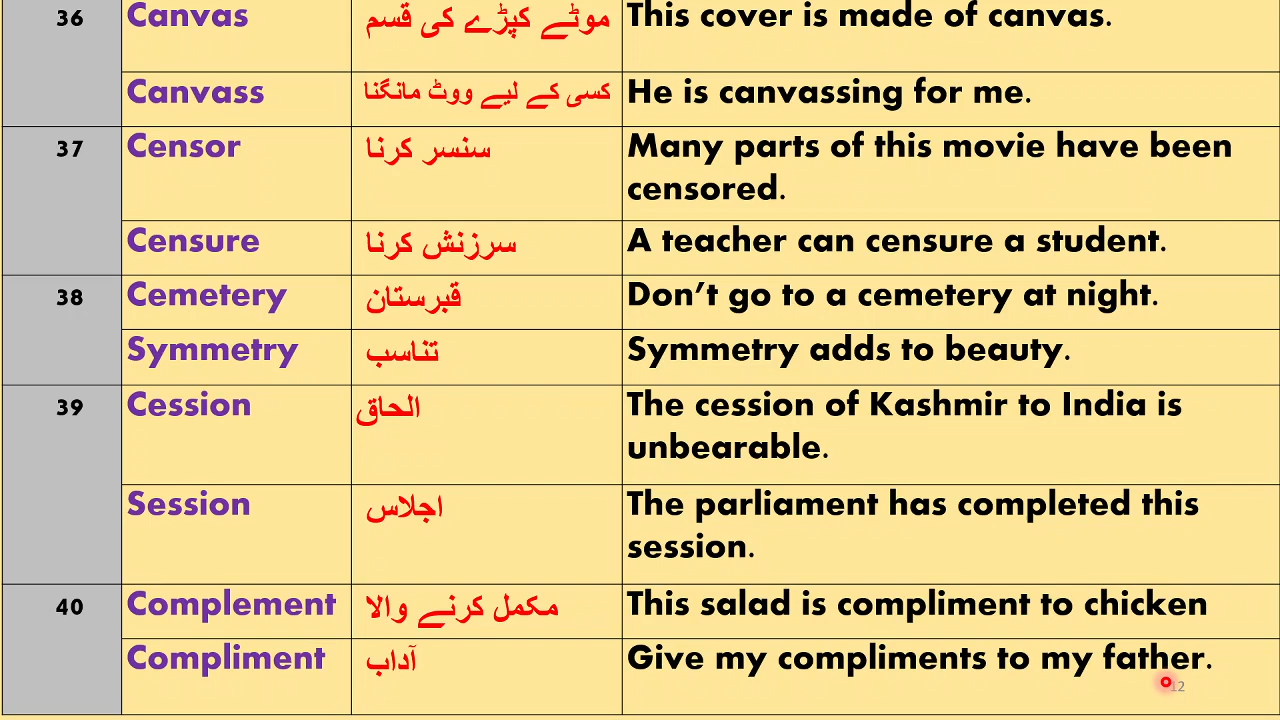 36 Canvas موٹے کپڑے کی قسم This cover is made of canvas.
Canvass کسی کے لیے ووٹ مانگنا He is canvassing for me.
37 Censor سنسر کرنا Many parts of this movie have been
censored.
Censure سرزنش کرنا A teacher can censure a student.
38 Cemetery قبرستان Don’t go to a cemetery at night.
Symmetry تناسب Symmetry adds to beauty.
39 Cession الحاق The cession of Kashmir to India is
unbearable.
Session اجلاس The parliament has completed this
session.
40 Complement مکمل کرنے والا This salad is compliment to chicken
Compliment آداب Give my compliments to my father.
12